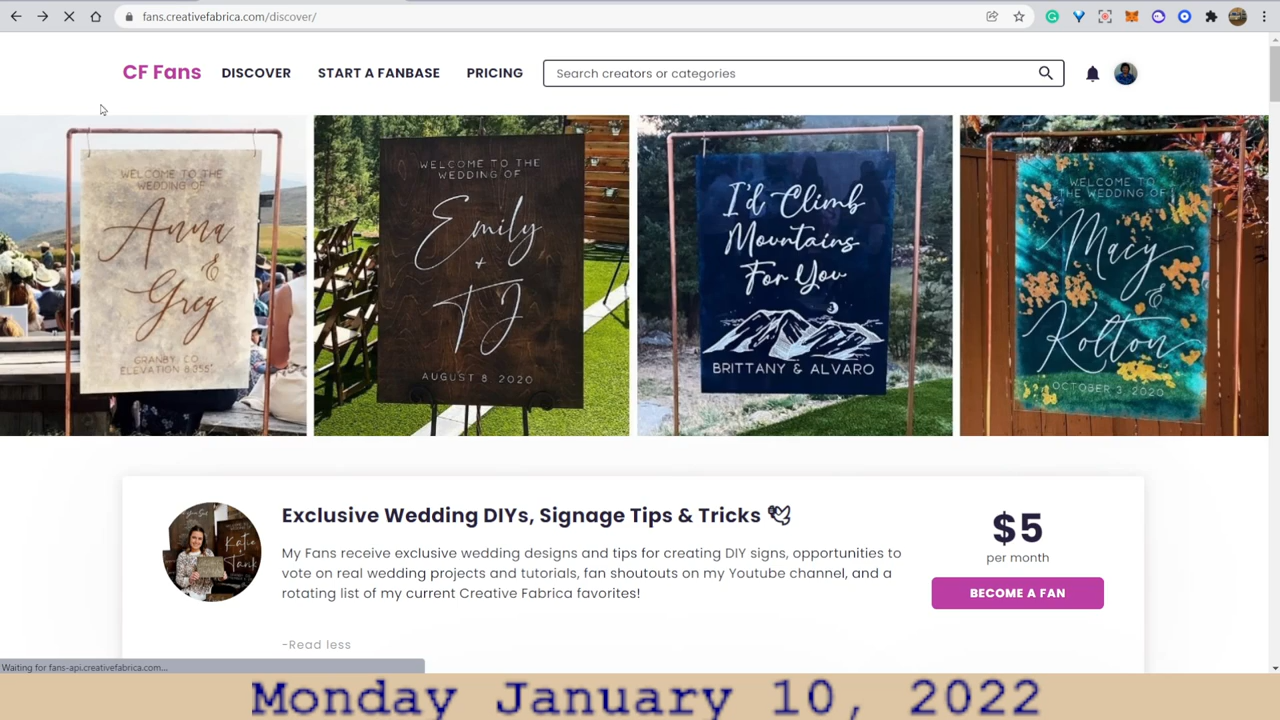 fans.creativefabrica.com/discover/
CF Fans
DISCOVER
START A FANBASE
PRICING
Search creators or categories
WELCOME TO THE
WEDDING OF
Anna
&
Greg
GRANBY, CO
ELEVATION 8,355'
WELCOME TO THE
WEDDING OF
Emily
+
TJ
AUGUST 8 2020
I'd Climb
Mountains
For You
BRITTANY & ALVARO
WELCOME TO
THE WEDDING OF
Macy
&
Kolton
OCTOBER 3, 2020
Exclusive Wedding DIYs, Signage Tips & Tricks
My Fans receive exclusive wedding designs and tips for creating DIY signs, opportunities to
vote on real wedding projects and tutorials, fan shoutouts on my Youtube channel, and a
rotating list of my current Creative Fabrica favorites!
-Read less
$5
per month
BECOME A FAN
Waiting for fans-api.creativefabrica.com...
Monday January 10, 2022